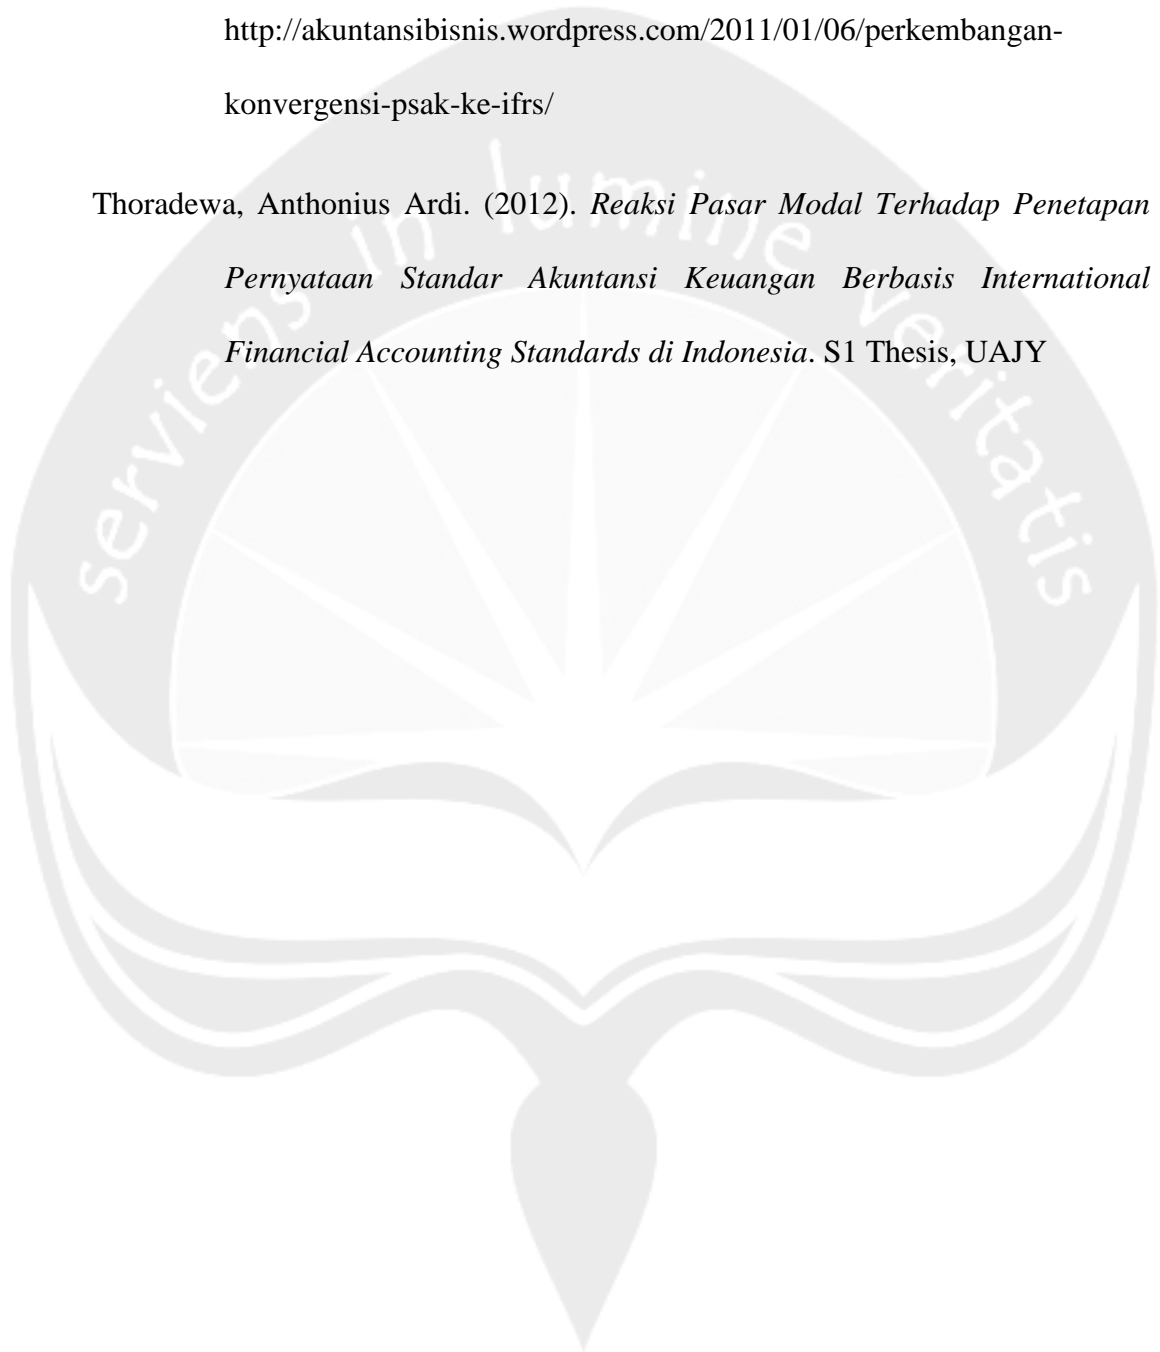 http://akuntansibisnis.wordpress.com/2011/01/06/perkembangan-
konvergensi-psak-ke-ifrs/
Thoradewa, Anthonius Ardi. (2012). Reaksi Pasar Modal Terhadap Penetapan
Pernyataan Standar Akuntansi Keuangan Berbasis International
Financial Accounting Standards di Indonesia. S1 Thesis, UAJY
serviens in lumine veritatis